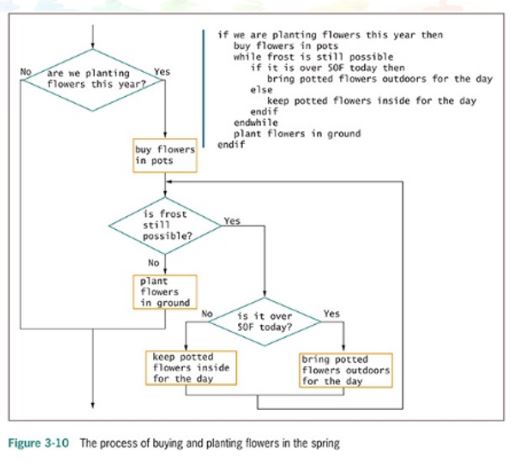 if we are planting flowers this year then
buy flowers in pots
while frost is still possible
if it is over 50F today then
bring potted flowers outdoors for the day
else
keep potted flowers inside for the day
endif
endwhile
plant flowers in ground
endif
No
are we planting
flowers this year?
Yes
buy flowers
in pots
is frost
still
possible?
Yes
No
plant
flowers
in ground
No
is it over
50F today?
Yes
keep potted
flowers inside
for the day
bring potted
flowers outdoors
for the day
Figure 3-10 The process of buying and planting flowers in the spring